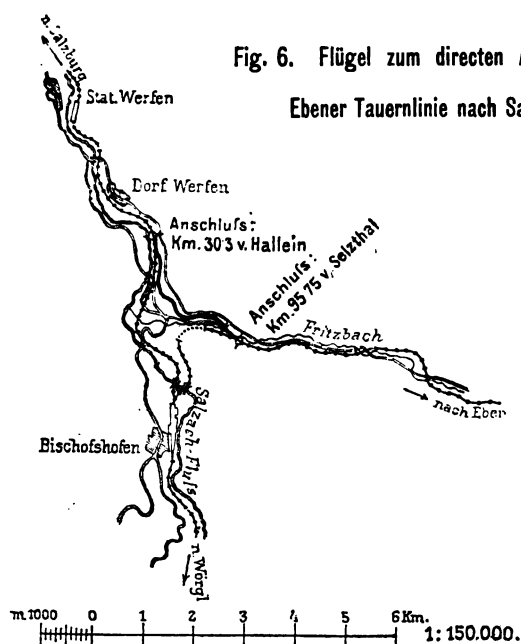 Fig. 6. Flügel zum directen
Ebener Tauernlinie nach
n. Salzburg
Stat. Werfen
Dorf Werfen
Anschluſs:
Km. 30·3 v. Hallein
Anschluſs:
Km. 95 75 v. Selzthal
Fritzbach
nach Eben
Salzach-Fluſs
Bischofshofen
n. Wörgl
m 1000 0 1 2 3 4 5 6 Km.
1: 150.000.